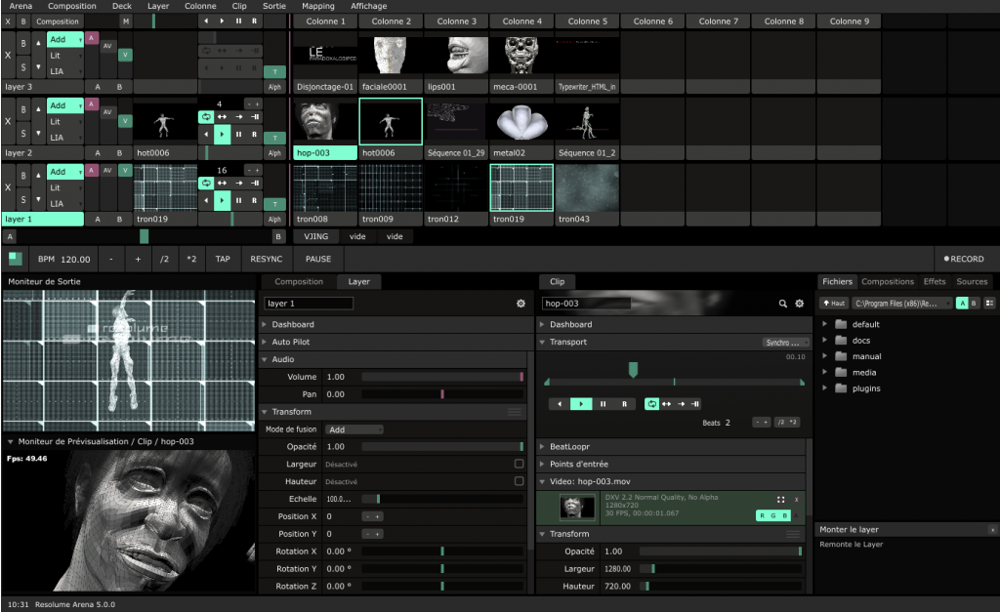 Arena Composition Deck Layer Colonne Clip Sortie Mapping Affichage
X B Composition M R Colonne 1 Colonne 2 Colonne 3 Colonne 4 Colonne 5 Colonne 6 Colonne 7 Colonne 8 Colonne 9
B Add A AV
X Lit V
S LIA T
layer 3 A B Alph Disjonctage-01 faciale0001 lips001 meca-0001 Typewriter_HTML_in
B Add A AV 4 - +
X Lit V
S LIA R T
layer 2 A B hot0006 Alph hop-003 hot0006 Séquence 01_29 metal02 Séquence 01_2
B Add A AV V 16 - +
X Lit
S LIA R T
layer 1 A B tron019 Alph tron008 tron009 tron012 tron019 tron043
A B VJING vide vide
BPM 120.00 - + /2 *2 TAP RESYNC PAUSE RECORD
Moniteur de Sortie
resolume
Moniteur de Prévisualisation / Clip / hop-003
Fps: 49.46
Composition Layer
layer 1
Dashboard
Auto Pilot
Audio
Volume 1.00
Pan 0.00
Transform
Mode de fusion Add
Opacité 1.00
Largeur Désactivé
Hauteur Désactivé
Echelle 100.0...
Position X 0 - +
Position Y 0 - +
Rotation X 0.00 °
Rotation Y 0.00 °
Rotation Z 0.00 °
Clip
hop-003
Dashboard
Transport Synchro ...
00.10
R
Beats 2 - + /2 *2
BeatLoopr
Points d'entrée
Video: hop-003.mov
DXV 2.2 Normal Quality, No Alpha X
1280x720
30 FPS, 00:00:01.067 R G B A
Transform
Opacité 1.00
Largeur 1280.00
Hauteur 720.00
Fichiers Compositions Effets Sources
Haut C:\Program Files (x86)\Re... A B
default
docs
manual
media
plugins
Monter le layer x
Remonte le Layer
10:31 Resolume Arena 5.0.0